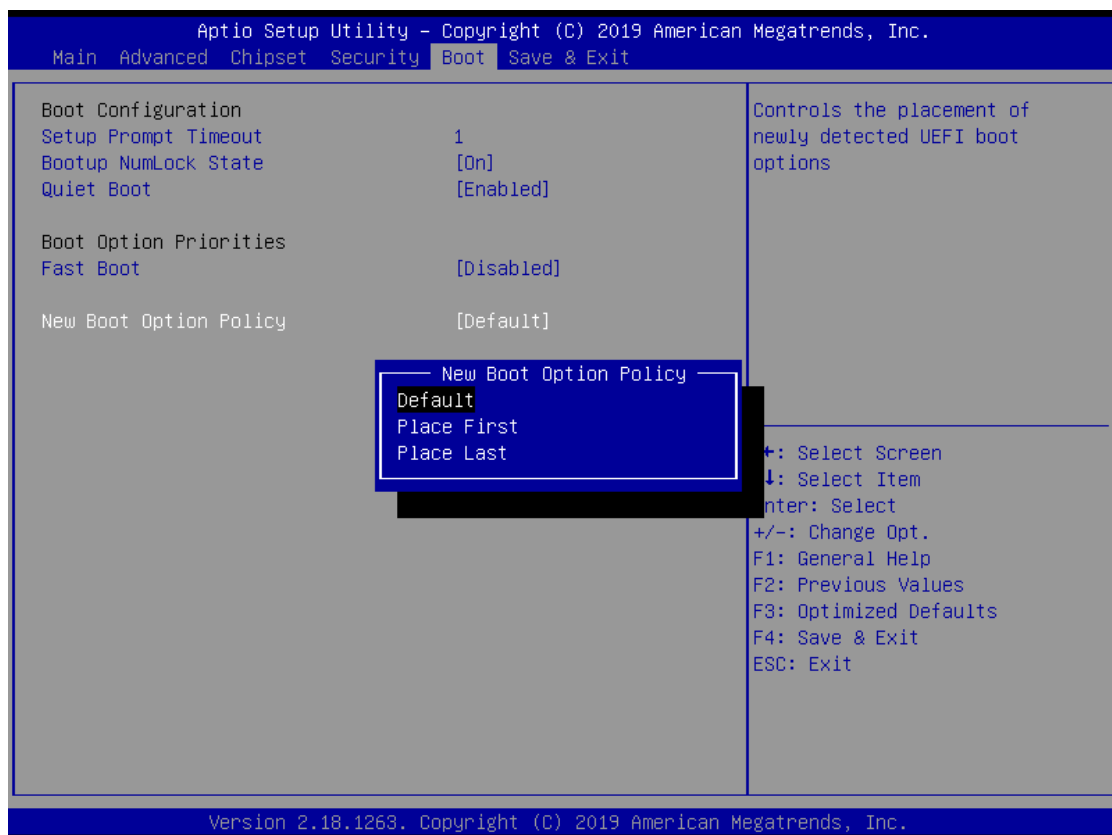 Aptio Setup Utility – Copyright (C) 2019 American Megatrends, Inc.
Main Advanced Chipset Security Boot Save & Exit
Boot Configuration
Setup Prompt Timeout 1
Bootup NumLock State [On]
Quiet Boot [Enabled]
Boot Option Priorities
Fast Boot [Disabled]
New Boot Option Policy [Default]
New Boot Option Policy
Default
Place First
Place Last
Controls the placement of
newly detected UEFI boot
options
: Select Screen
↓: Select Item
nter: Select
+/-: Change Opt.
F1: General Help
F2: Previous Values
F3: Optimized Defaults
F4: Save & Exit
ESC: Exit
Version 2.18.1263. Copyright (C) 2019 American Megatrends, Inc.